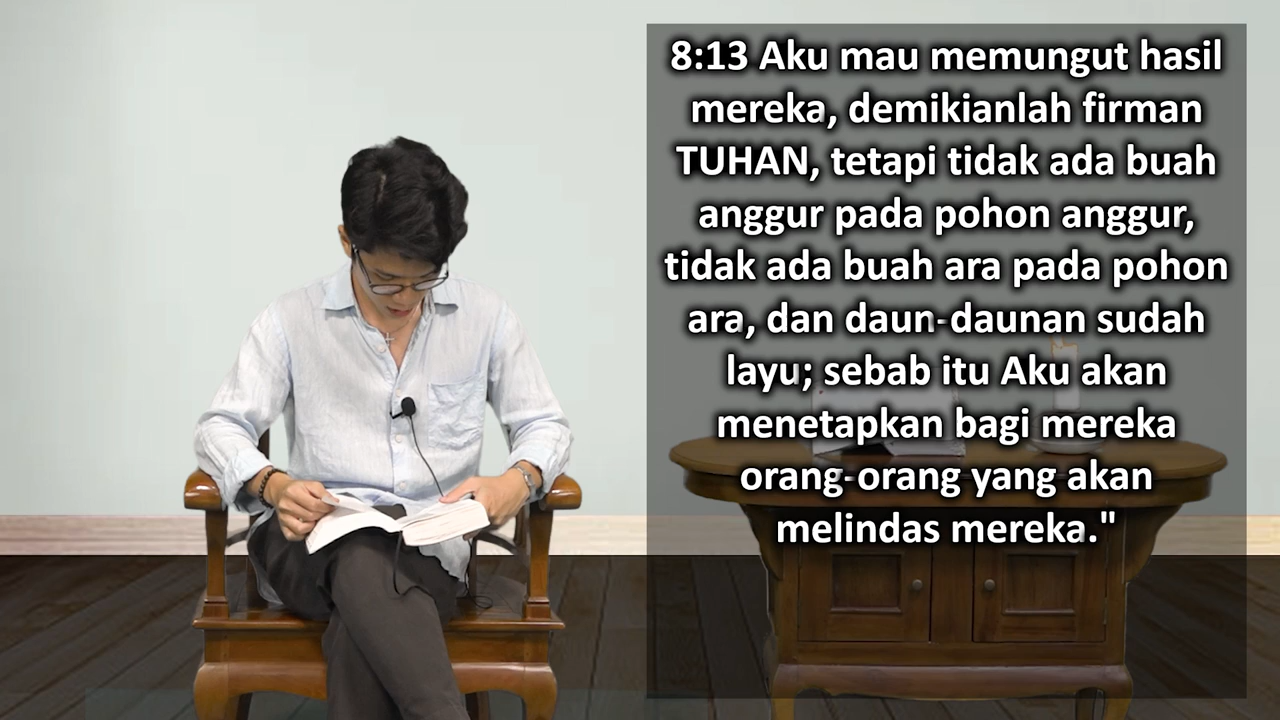 8:13 Aku mau memungut hasil
mereka, demikianlah firman
TUHAN, tetapi tidak ada buah
anggur pada pohon anggur,
tidak ada buah ara pada pohon
ara, dan daun-daunan sudah
layu; sebab itu Aku akan
menetapkan bagi mereka
orang-orang yang akan
melindas mereka."